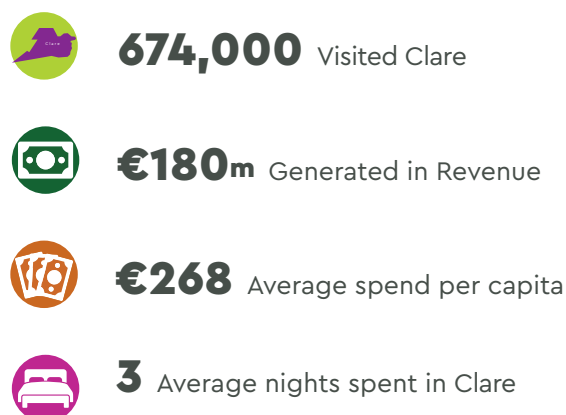 Clare
674,000 Visited Clare
€180m Generated in Revenue
€268 Average spend per capita
3 Average nights spent in Clare